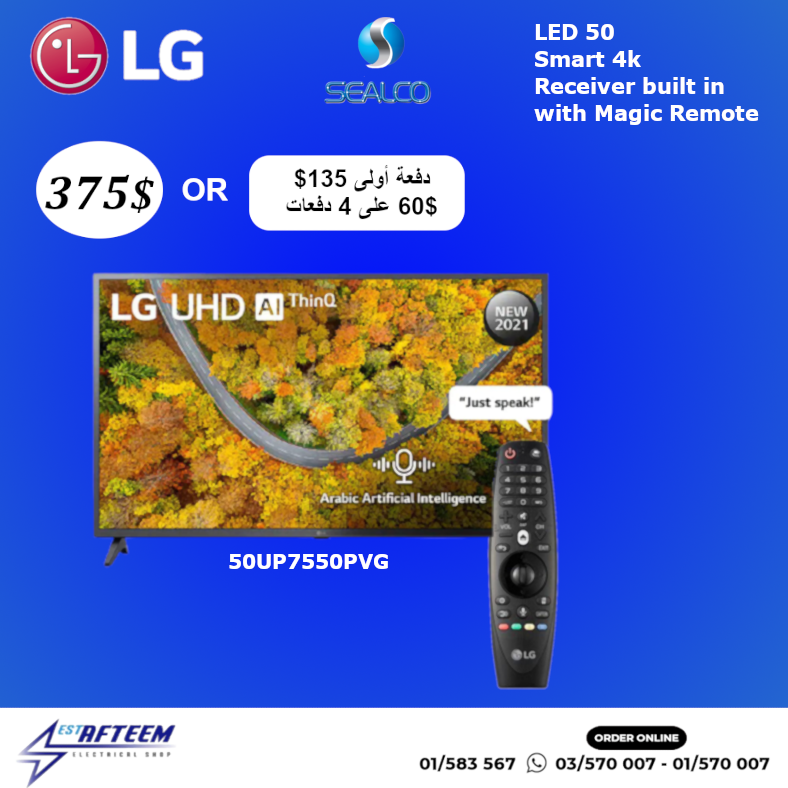 LG
SEALCO
LED 50
Smart 4k
Receiver built in
with Magic Remote
375$
OR
دفعة أولى 135$
60$ على 4 دفعات
LG UHD AI ThinQ
NEW
2021
"Just speak!"
Arabic Artificial Intelligence
50UP7550PVG
LG
EST AFTEEM
ELECTRICAL SHOP
ORDER ONLINE
01/583 567 03/570 007 - 01/570 007